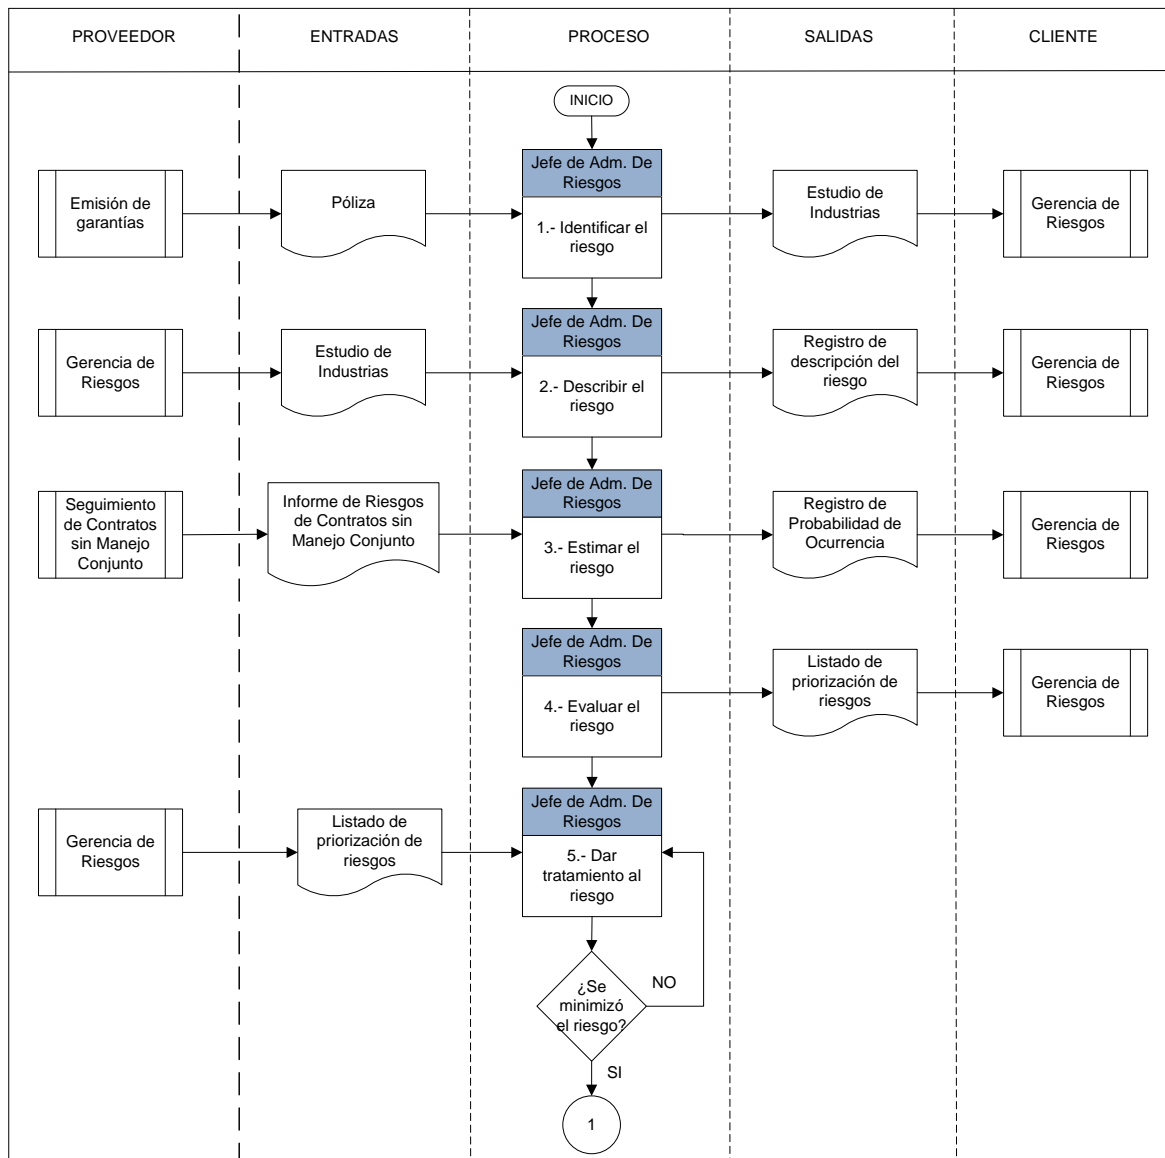 PROVEEDOR
ENTRADAS
PROCESO
SALIDAS
CLIENTE
INICIO
Emisión de
garantías
Póliza
Jefe de Adm. De
Riesgos
1.- Identificar el
riesgo
Estudio de
Industrias
Gerencia de
Riesgos
Gerencia de
Riesgos
Estudio de
Industrias
Jefe de Adm. De
Riesgos
2.- Describir el
riesgo
Registro de
descripción del
riesgo
Gerencia de
Riesgos
Seguimiento
de Contratos
sin Manejo
Conjunto
Informe de Riesgos
de Contratos sin
Manejo Conjunto
Jefe de Adm. De
Riesgos
3.- Estimar el
riesgo
Registro de
Probabilidad de
Ocurrencia
Gerencia de
Riesgos
Jefe de Adm. De
Riesgos
4.- Evaluar el
riesgo
Listado de
priorización de
riesgos
Gerencia de
Riesgos
Gerencia de
Riesgos
Listado de
priorización de
riesgos
Jefe de Adm. De
Riesgos
5.- Dar
tratamiento al
riesgo
¿Se
minimizó
el riesgo?
NO
SI
1